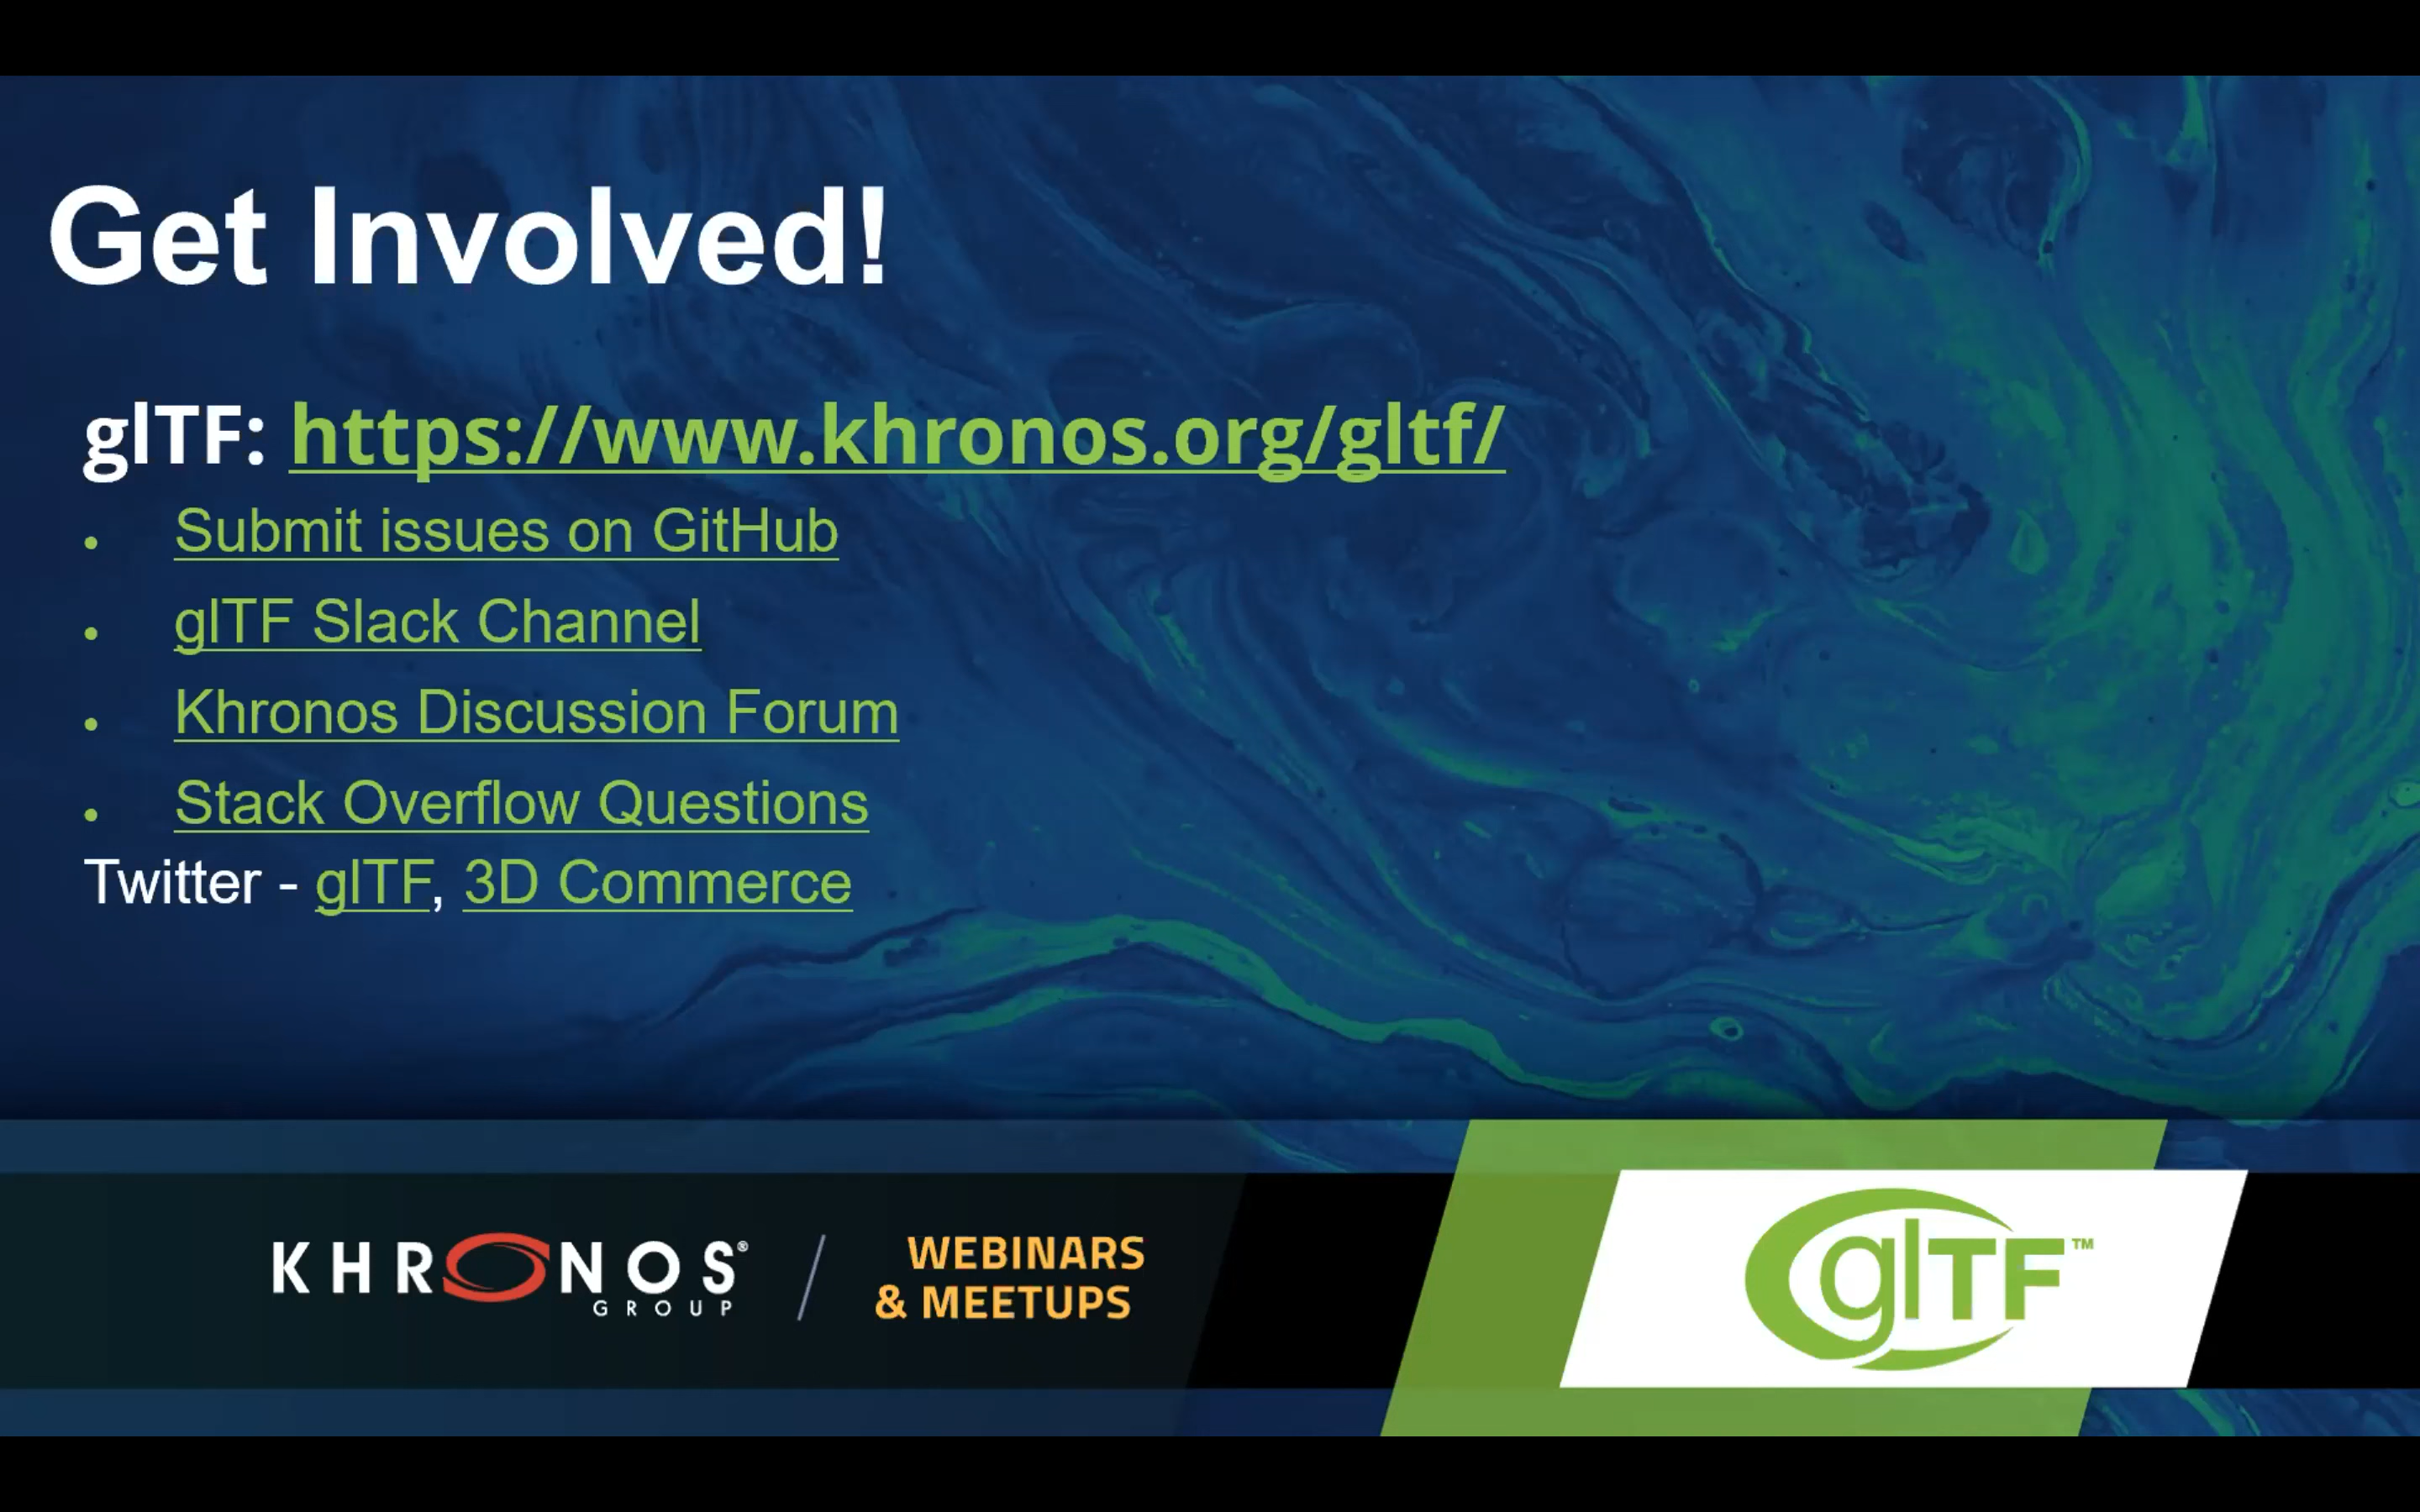 Get Involved!
glTF: https://www.khronos.org/gltf/
• Submit issues on GitHub
• glTF Slack Channel
• Khronos Discussion Forum
• Stack Overflow Questions
Twitter - glTF, 3D Commerce
KHRONOS®
GROUP
WEBINARS
& MEETUPS
glTF™